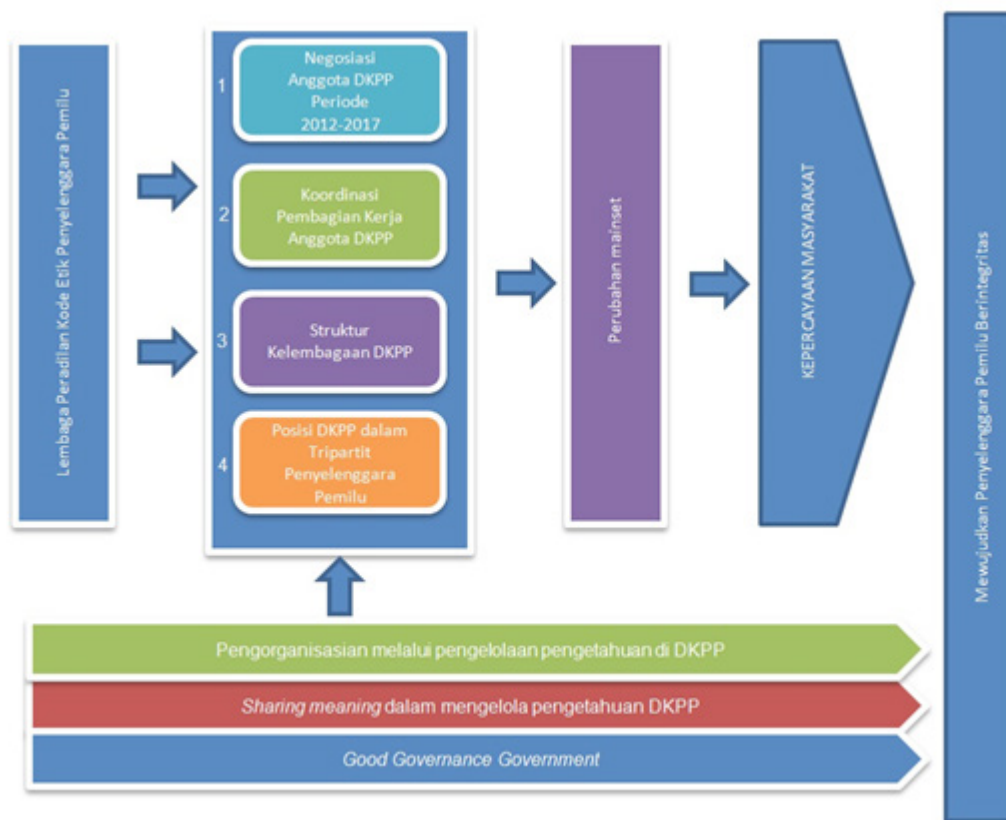 Lembaga Peradilan Kode Etik Penyelenggara Pemilu
1
Negosiasi
Anggota DKPP
Periode
2012-2017
2
Koordinasi
Pembagian Kerja
Anggota DKPP
3
Struktur
Kelembagaan DKPP
4
Posisi DKPP dalam
Tripartit
Penyelenggara
Pemilu
Perubahan mainset
KEPERCAYAAN MASYARAKAT
Mewujudkan Penyelenggara Pemilu Berintegritas
Pengorganisasian melalui pengelolaan pengetahuan di DKPP
Sharing meaning dalam mengelola pengetahuan DKPP
Good Governance Government